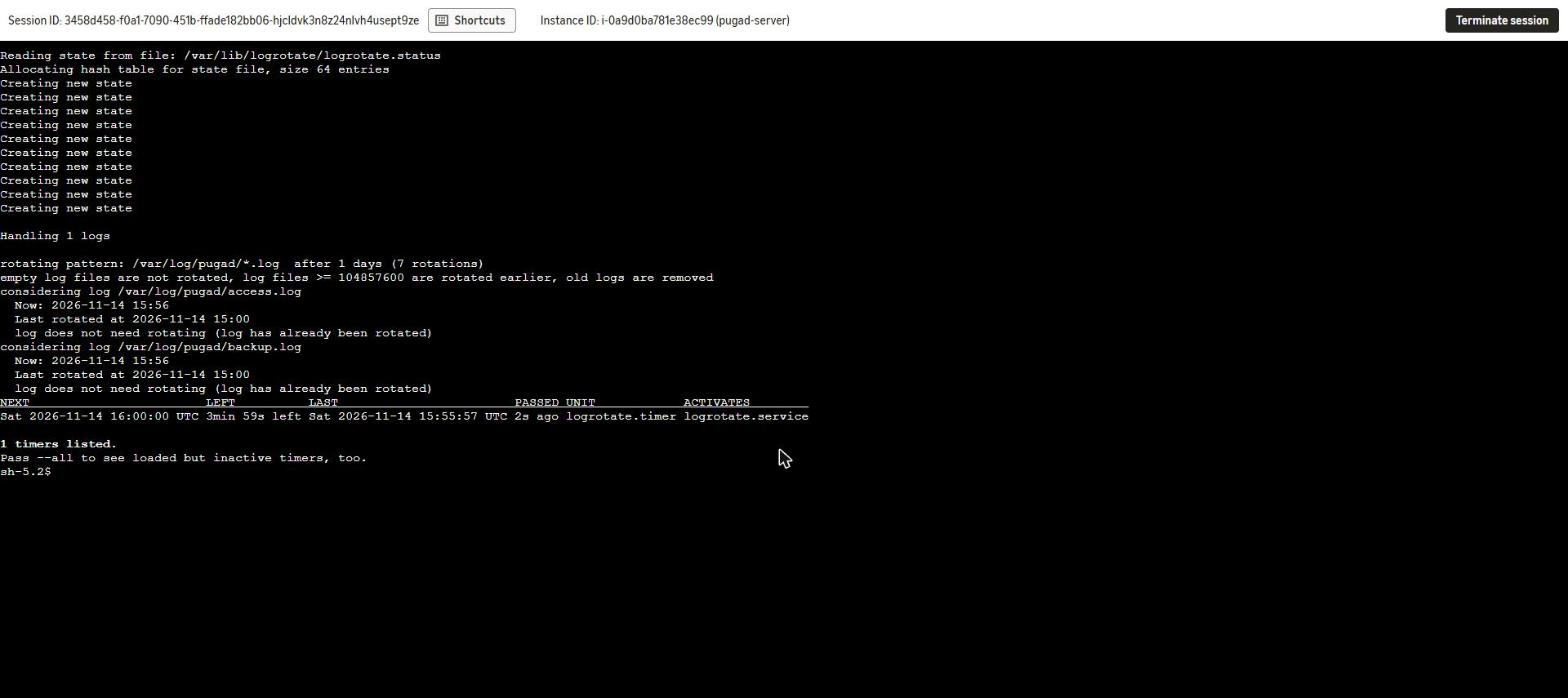 Session ID: 3458d458-f0a1-7090-451b-ffade182bb06-hjcldvk3n8z24nlvh4usept9ze Shortcuts Instance ID: i-0a9d0ba781e38ec99 (pugad-server) Terminate session
Reading state from file: /var/lib/logrotate/logrotate.status
Allocating hash table for state file, size 64 entries
Creating new state
Creating new state
Creating new state
Creating new state
Creating new state
Creating new state
Creating new state
Creating new state
Creating new state
Creating new state
Handling 1 logs
rotating pattern: /var/log/pugad/*.log  after 1 days (7 rotations)
empty log files are not rotated, log files >= 104857600 are rotated earlier, old logs are removed
considering log /var/log/pugad/access.log
  Now: 2026-11-14 15:56
  Last rotated at 2026-11-14 15:00
  log does not need rotating (log has already been rotated)
considering log /var/log/pugad/backup.log
  Now: 2026-11-14 15:56
  Last rotated at 2026-11-14 15:00
  log does not need rotating (log has already been rotated)
NEXT                        LEFT          LAST                        PASSED UNIT            ACTIVATES
Sat 2026-11-14 16:00:00 UTC 3min 59s left Sat 2026-11-14 15:55:57 UTC 2s ago logrotate.timer logrotate.service
1 timers listed.
Pass --all to see loaded but inactive timers, too.
sh-5.2$